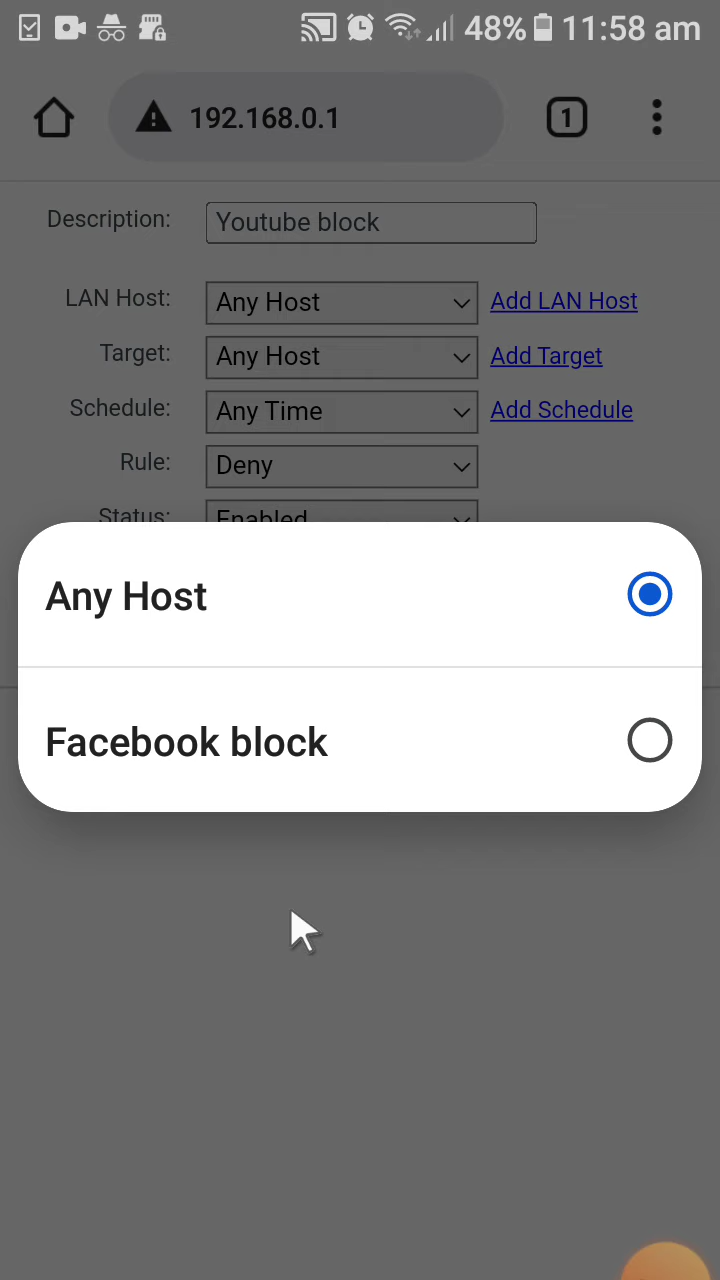 48% 11:58 am
192.168.0.1
1
Description: Youtube block
LAN Host: Any Host Add LAN Host
Target: Any Host Add Target
Schedule: Any Time Add Schedule
Rule: Deny
Status: Enabled
Any Host
Facebook block